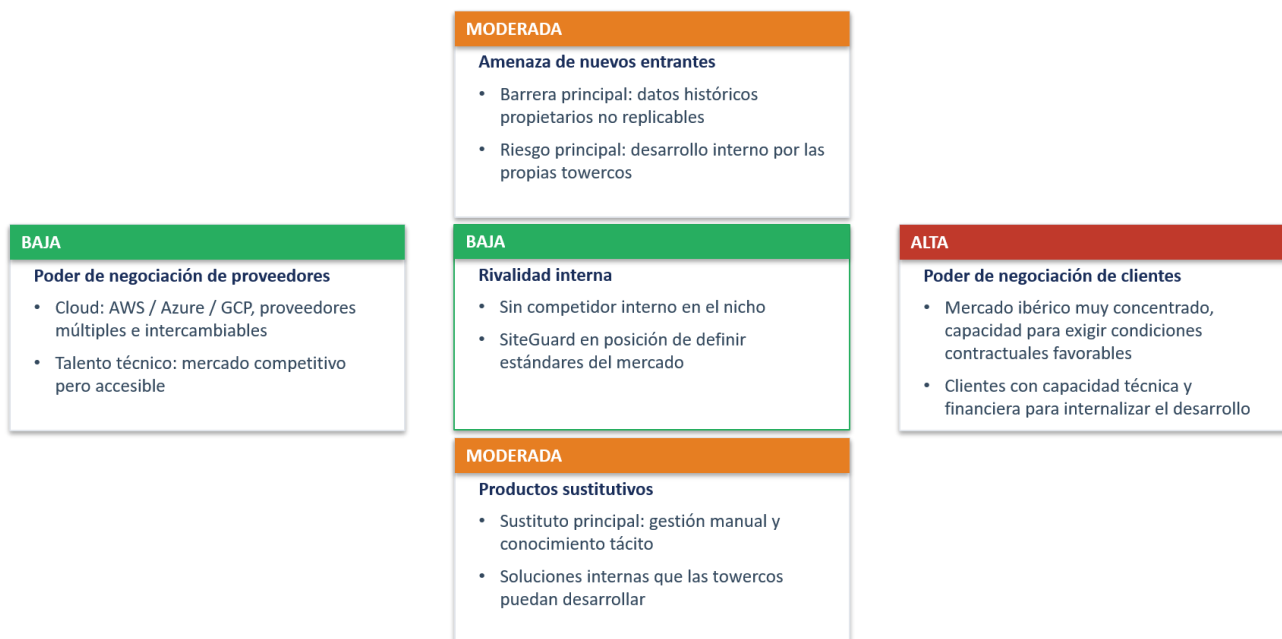 MODERADA
Amenaza de nuevos entrantes
• Barrera principal: datos históricos
propietarios no replicables
• Riesgo principal: desarrollo interno por las
propias towercos
BAJA
Poder de negociación de proveedores
• Cloud: AWS / Azure / GCP, proveedores
múltiples e intercambiables
• Talento técnico: mercado competitivo
pero accesible
BAJA
Rivalidad interna
• Sin competidor interno en el nicho
• SiteGuard en posición de definir
estándares del mercado
ALTA
Poder de negociación de clientes
• Mercado ibérico muy concentrado,
capacidad para exigir condiciones
contractuales favorables
• Clientes con capacidad técnica y
financiera para internalizar el desarrollo
MODERADA
Productos sustitutivos
• Sustituto principal: gestión manual y
conocimiento tácito
• Soluciones internas que las towercos
puedan desarrollar